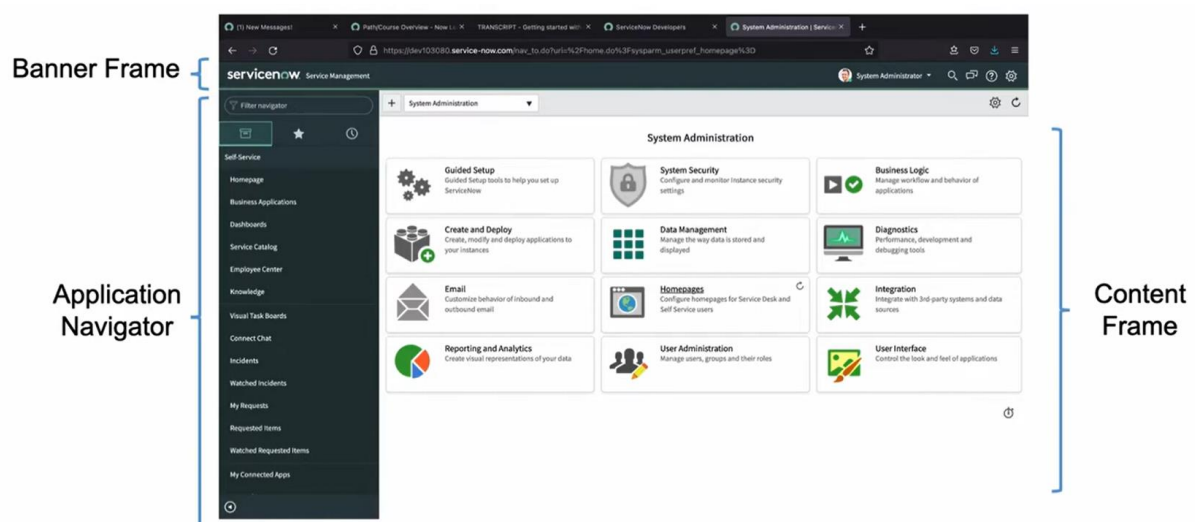 (1) New Messages!
Path/Course Overview - Now L
TRANSCRIPT - Getting started with
ServiceNow Developers
System Administration | Service
https://dev103080.service-now.com/nav_to.do?uri=%2Fhome.do%3Fsysparm_userpref_homepage%3D
Banner Frame
servicenow Service Management
System Administrator
Filter navigator
System Administration
System Administration
Self-Service
Homepage
Business Applications
Dashboards
Service Catalog
Employee Center
Knowledge
Visual Task Boards
Connect Chat
Incidents
Watched Incidents
My Requests
Requested Items
Watched Requested Items
My Connected Apps
Application
Navigator
Guided Setup
Guided Setup tools to help you set up
ServiceNow
System Security
Configure and monitor Instance security
settings
Business Logic
Manage workflow and behavior of
applications
Create and Deploy
Create, modify and deploy applications to
your instances
Data Management
Manage the way data is stored and
displayed
Diagnostics
Performance, development and
debugging tools
Email
Customize behavior of inbound and
outbound email
Homepages
Configure homepages for Service Desk and
Self Service users
Integration
Integrate with 3rd-party systems and data
sources
Reporting and Analytics
Create visual representations of your data
User Administration
Manage users, groups and their roles
User Interface
Control the look and feel of applications
Content
Frame